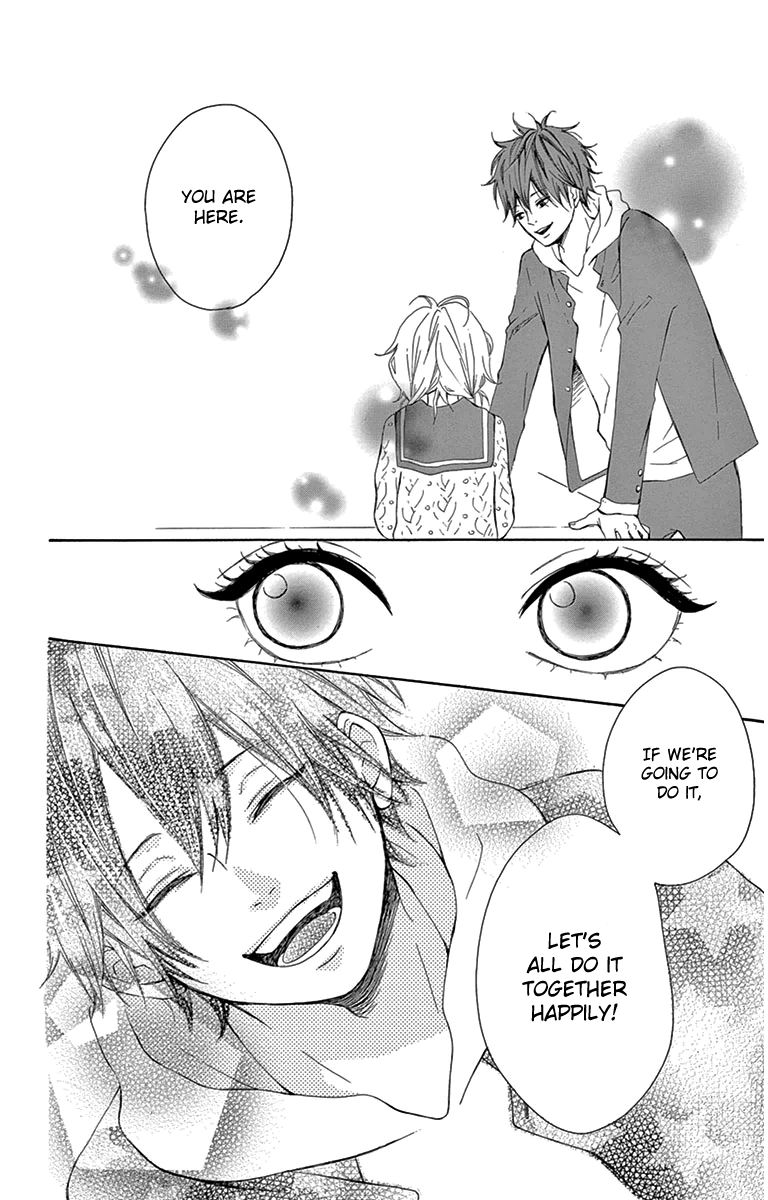 YOU ARE
HERE.
IF WE'RE
GOING TO
DO IT,
LET'S
ALL DO IT
TOGETHER
HAPPILY!